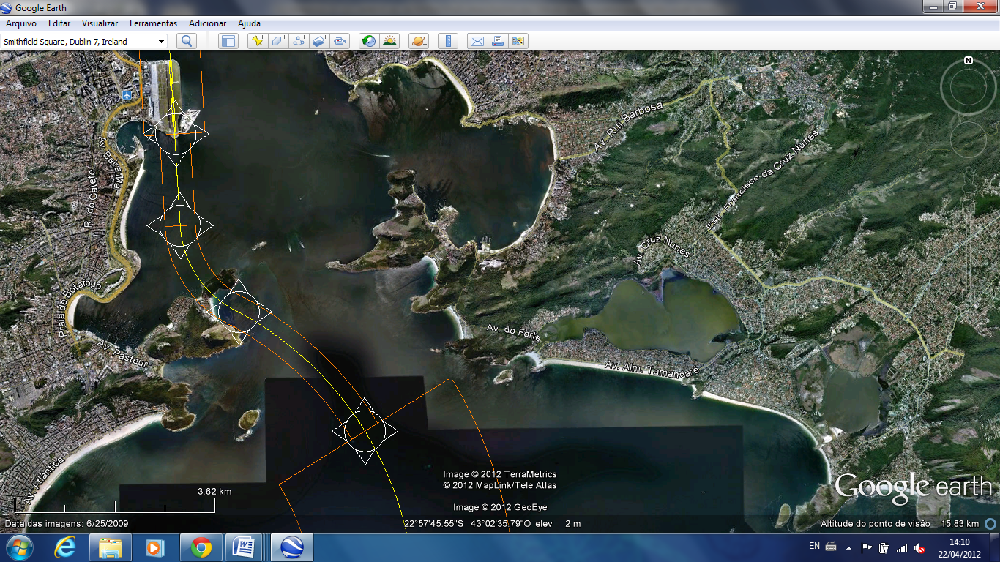 Google Earth
Arquivo Editar Visualizar Ferramentas Adicionar Ajuda
Smithfield Square, Dublin 7, Ireland
N
Av. Rui Barbosa
Av. Beira Mar
R. do Catete
Estr. Francisco da Cruz Nunes
Av. Cruz Nunes
Praia de Botafogo
Av. Pasteur
Av. do Forte
Av. Alm. Tamandaré
Av. Atlântica
Image © 2012 TerraMetrics
© 2012 MapLink/Tele Atlas
Image © 2012 GeoEye
Google earth
3.62 km
Data das imagens: 6/25/2009
22°57'45.55"S 43°02'35.79"O elev 2 m
Altitude do ponto de visão 15.83 km
EN
14:10
22/04/2012